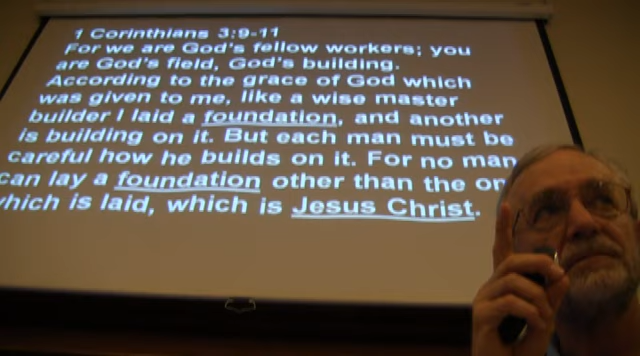 1 Corinthians 3:9-11
For we are God's fellow workers; you
are God's field, God's building.
According to the grace of God which
was given to me, like a wise master
builder I laid a foundation, and another
is building on it. But each man must be
careful how he builds on it. For no man
can lay a foundation other than the
which is laid, which is Jesus Christ.